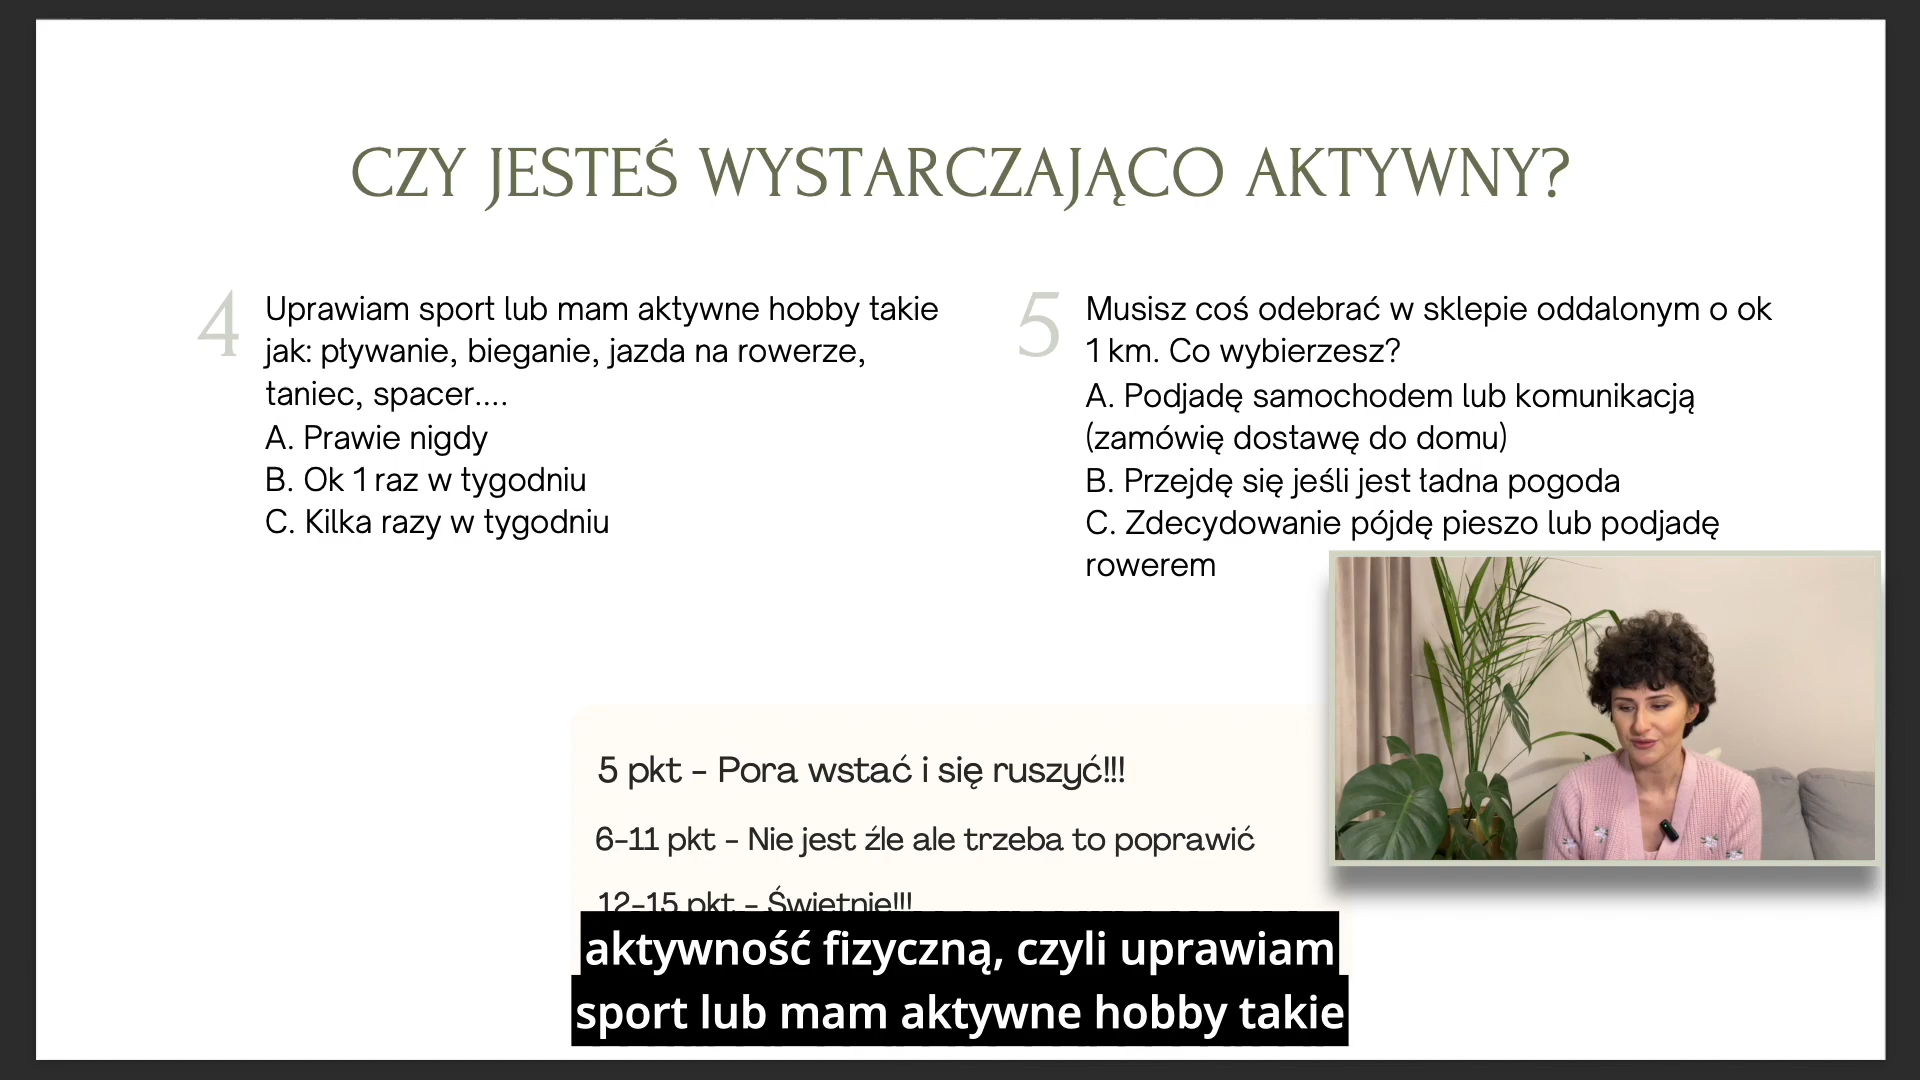 CZY JESTEŚ WYSTARCZAJĄCO AKTYWNY?
4
Uprawiam sport lub mam aktywne hobby takie
jak: pływanie, bieganie, jazda na rowerze,
taniec, spacer....
A. Prawie nigdy
B. Ok 1 raz w tygodniu
C. Kilka razy w tygodniu
5
Musisz coś odebrać w sklepie oddalonym o ok
1 km. Co wybierzesz?
A. Podjadę samochodem lub komunikacją
(zamówię dostawę do domu)
B. Przejdę się jeśli jest ładna pogoda
C. Zdecydowanie pójdę pieszo lub podjadę
rowerem
5 pkt - Pora wstać i się ruszyć!!!
6-11 pkt - Nie jest źle ale trzeba to poprawić
12-15 pkt - Świetnie!!!
aktywność fizyczną, czyli uprawiam
sport lub mam aktywne hobby takie